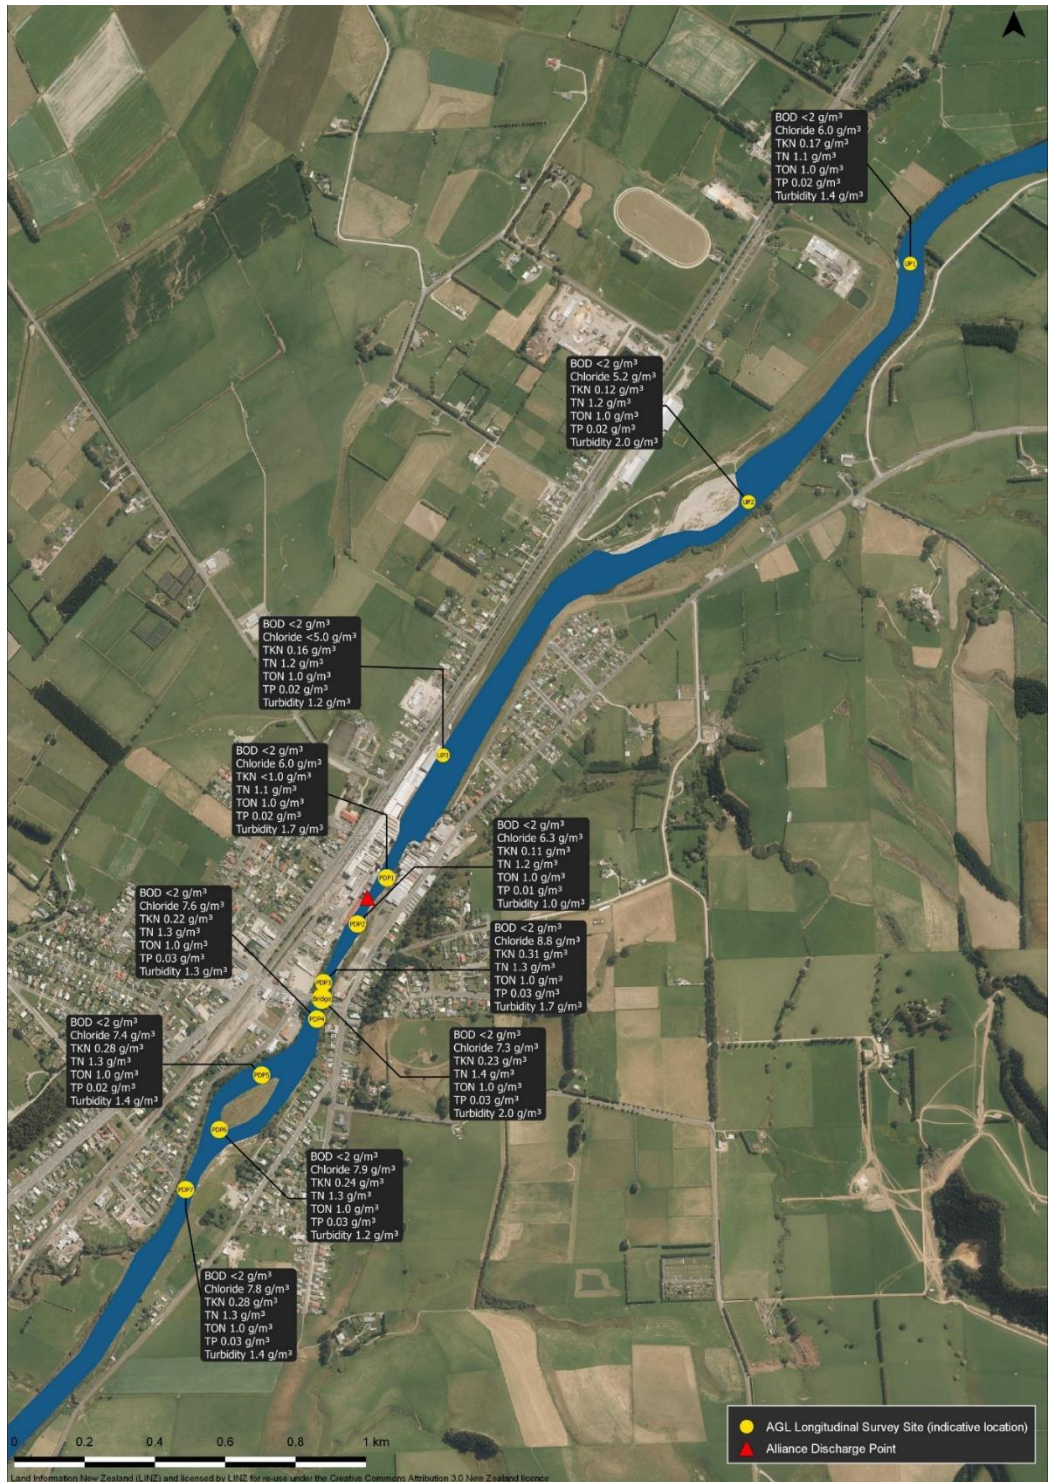 BOD <2 g/m³
Chloride 6.0 g/m³
TKN 0.17 g/m³
TN 1.1 g/m³
TON 1.0 g/m³
TP 0.02 g/m³
Turbidity 1.4 g/m³
UP1
BOD <2 g/m³
Chloride 5.2 g/m³
TKN 0.12 g/m³
TN 1.2 g/m³
TON 1.0 g/m³
TP 0.02 g/m³
Turbidity 2.0 g/m³
UP2
BOD <2 g/m³
Chloride <5.0 g/m³
TKN 0.16 g/m³
TN 1.2 g/m³
TON 1.0 g/m³
TP 0.02 g/m³
Turbidity 1.2 g/m³
UP3
BOD <2 g/m³
Chloride 6.0 g/m³
TKN <1.0 g/m³
TN 1.1 g/m³
TON 1.0 g/m³
TP 0.02 g/m³
Turbidity 1.7 g/m³
PDP1
BOD <2 g/m³
Chloride 6.3 g/m³
TKN 0.11 g/m³
TN 1.2 g/m³
TON 1.0 g/m³
TP 0.01 g/m³
Turbidity 1.0 g/m³
PDP2
BOD <2 g/m³
Chloride 7.6 g/m³
TKN 0.22 g/m³
TN 1.3 g/m³
TON 1.0 g/m³
TP 0.03 g/m³
Turbidity 1.3 g/m³
BOD <2 g/m³
Chloride 8.8 g/m³
TKN 0.31 g/m³
TN 1.3 g/m³
TON 1.0 g/m³
TP 0.03 g/m³
Turbidity 1.7 g/m³
PDP3
Bridge
PDP4
BOD <2 g/m³
Chloride 7.4 g/m³
TKN 0.28 g/m³
TN 1.3 g/m³
TON 1.0 g/m³
TP 0.02 g/m³
Turbidity 1.4 g/m³
PDP5
BOD <2 g/m³
Chloride 7.3 g/m³
TKN 0.23 g/m³
TN 1.4 g/m³
TON 1.0 g/m³
TP 0.03 g/m³
Turbidity 2.0 g/m³
PDP6
BOD <2 g/m³
Chloride 7.9 g/m³
TKN 0.24 g/m³
TN 1.3 g/m³
TON 1.0 g/m³
TP 0.03 g/m³
Turbidity 1.2 g/m³
PDP7
BOD <2 g/m³
Chloride 7.8 g/m³
TKN 0.28 g/m³
TN 1.3 g/m³
TON 1.0 g/m³
TP 0.03 g/m³
Turbidity 1.4 g/m³
AGL Longitudinal Survey Site (indicative location)
Alliance Discharge Point
0 0.2 0.4 0.6 0.8 1 km
Land Information New Zealand (LINZ) and licensed by LINZ for re-use under the Creative Commons Attribution 3.0 New Zealand licence